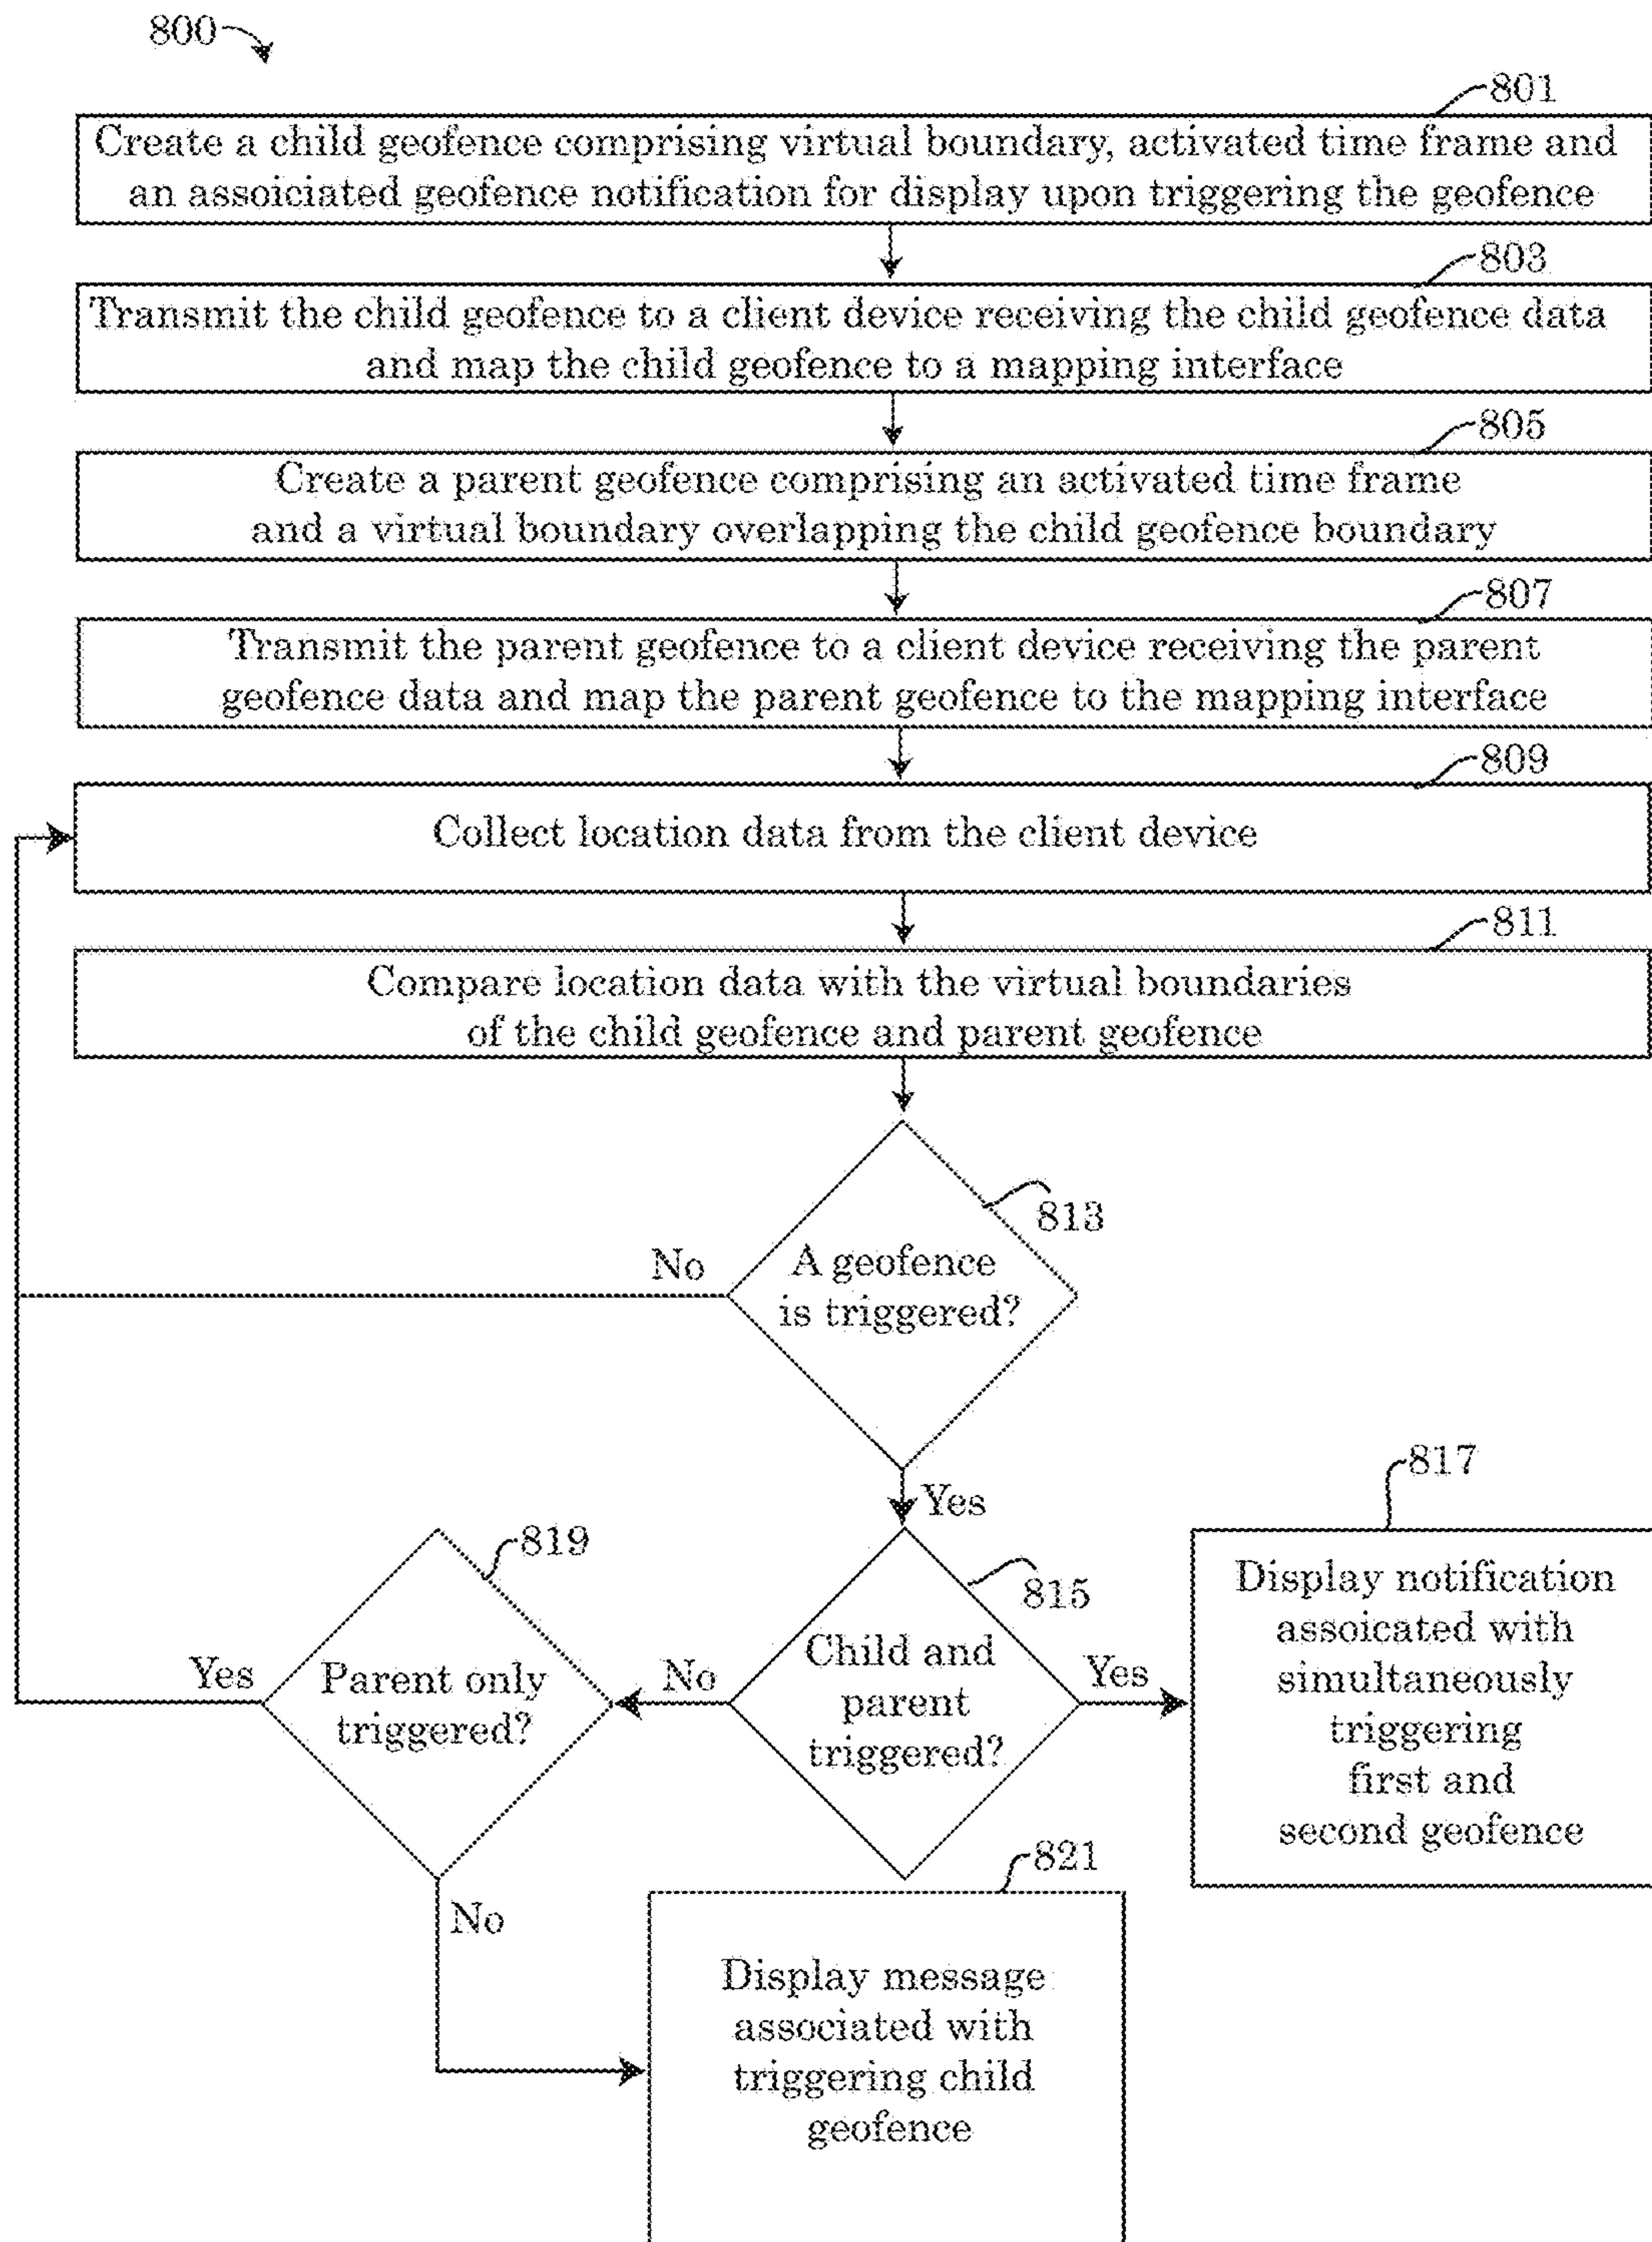 800
801
Create a child geofence comprising virtual boundary, activated time frame and
an assoiciated geofence notification for display upon triggering the geofence
803
Transmit the child geofence to a client device receiving the child geofence data
and map the child geofence to a mapping interface
805
Create a parent geofence comprising an activated time frame
and a virtual boundary overlapping the child geofence boundary
807
Transmit the parent geofence to a client device receiving the parent
geofence data and map the parent geofence to the mapping interface
809
Collect location data from the client device
811
Compare location data with the virtual boundaries
of the child geofence and parent geofence
813
No
A geofence
is triggered?
Yes
819
Yes
Parent only
triggered?
No
815
No
Child and
parent
triggered?
Yes
817
Display notification
assoicated with
simultaneously
triggering
first and
second geofence
821
Display message
associated with
triggering child
geofence